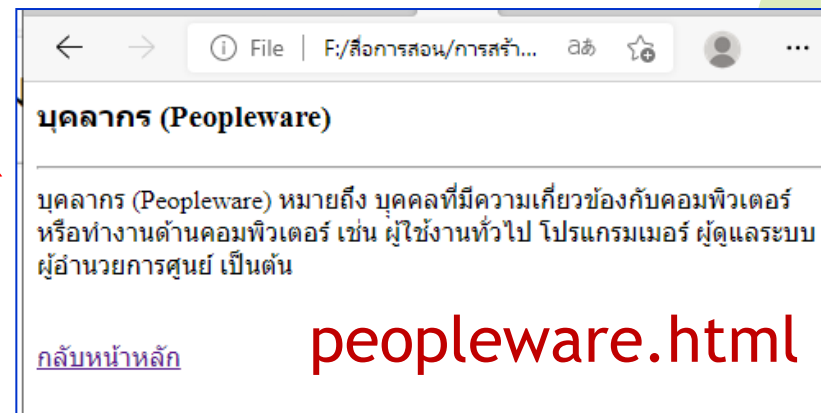 File | F:/สื่อการสอน/การสร้า... aあ
บุคลากร (Peopleware)
บุคลากร (Peopleware) หมายถึง บุคคลที่มีความเกี่ยวข้องกับคอมพิวเตอร์
หรือทำงานด้านคอมพิวเตอร์ เช่น ผู้ใช้งานทั่วไป โปรแกรมเมอร์ ผู้ดูแลระบบ
ผู้อำนวยการศูนย์ เป็นต้น
กลับหน้าหลัก
peopleware.html